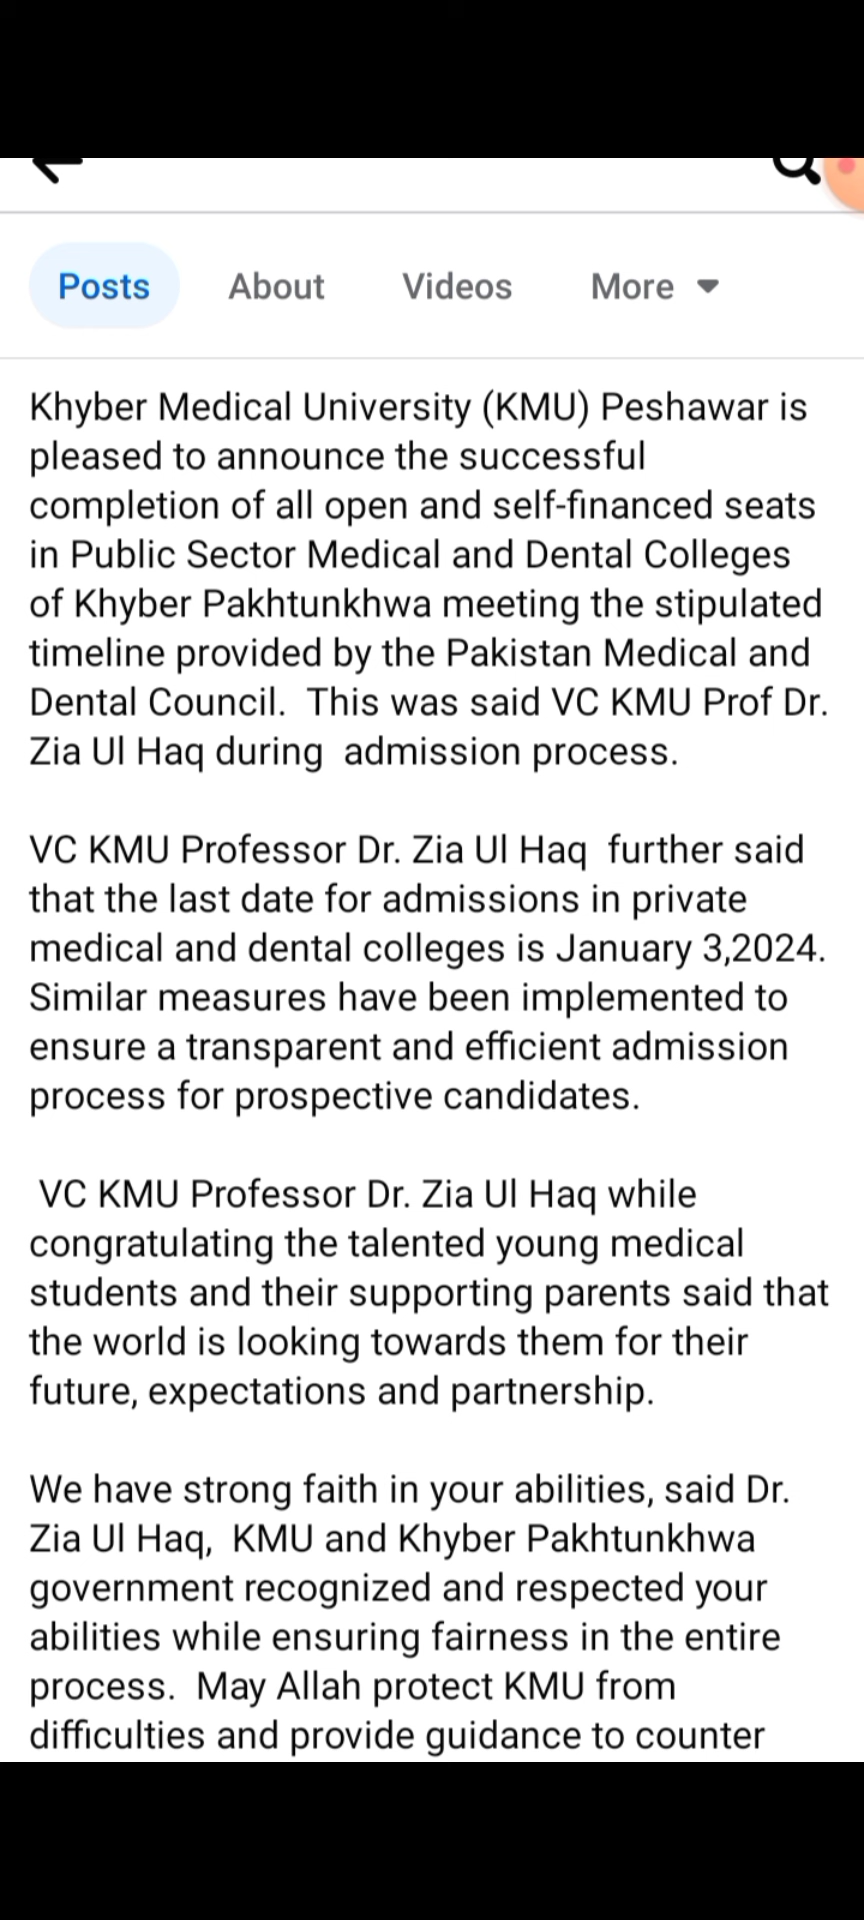 Posts About Videos More
Khyber Medical University (KMU) Peshawar is
pleased to announce the successful
completion of all open and self-financed seats
in Public Sector Medical and Dental Colleges
of Khyber Pakhtunkhwa meeting the stipulated
timeline provided by the Pakistan Medical and
Dental Council.  This was said VC KMU Prof Dr.
Zia Ul Haq during  admission process.
VC KMU Professor Dr. Zia Ul Haq  further said
that the last date for admissions in private
medical and dental colleges is January 3,2024.
Similar measures have been implemented to
ensure a transparent and efficient admission
process for prospective candidates.
VC KMU Professor Dr. Zia Ul Haq while
congratulating the talented young medical
students and their supporting parents said that
the world is looking towards them for their
future, expectations and partnership.
We have strong faith in your abilities, said Dr.
Zia Ul Haq,  KMU and Khyber Pakhtunkhwa
government recognized and respected your
abilities while ensuring fairness in the entire
process.  May Allah protect KMU from
difficulties and provide guidance to counter